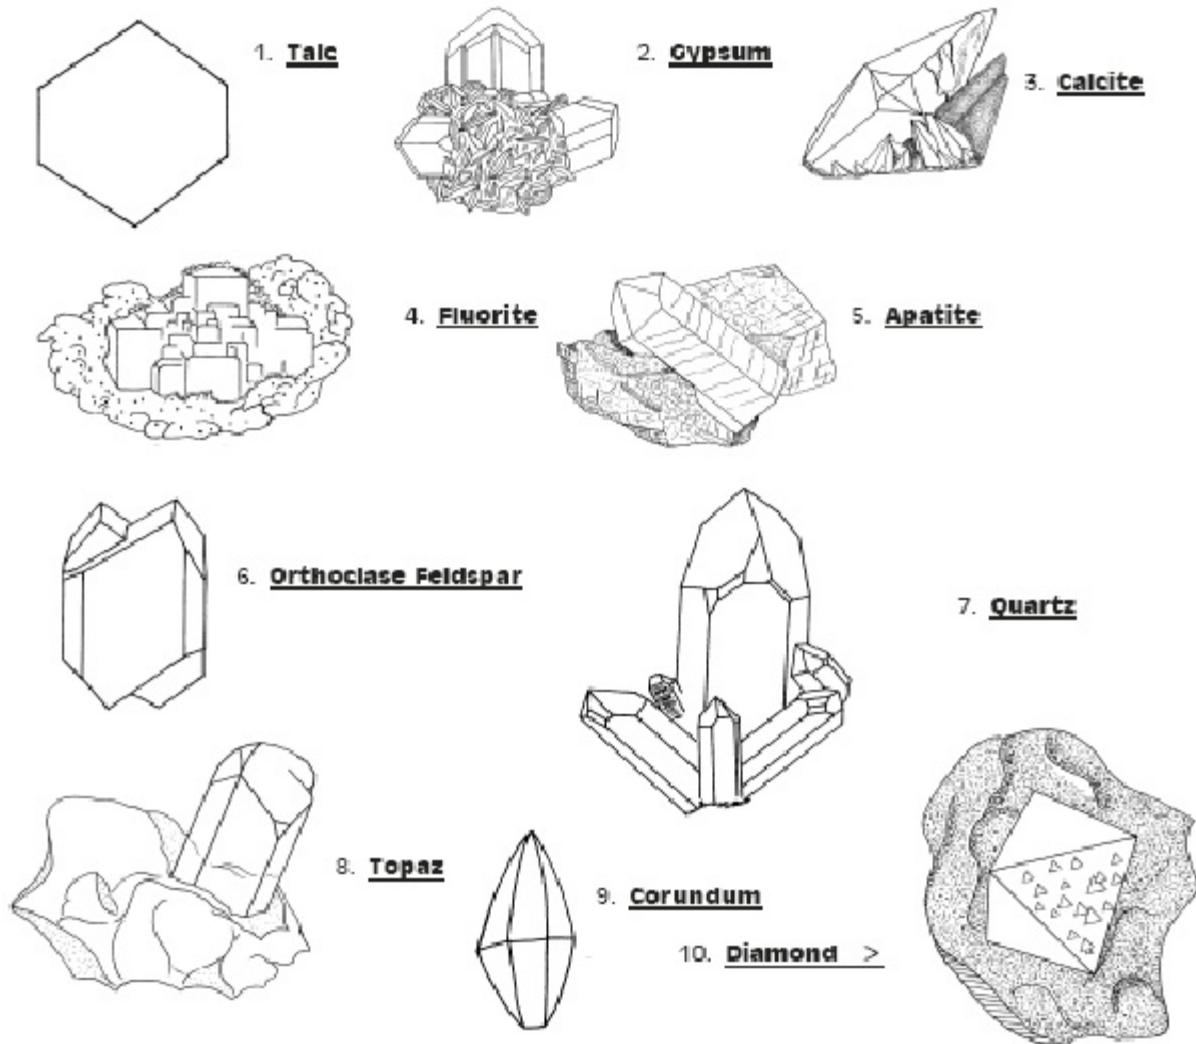 1. Talc
2. Gypsum
3. Calcite
4. Fluorite
5. Apatite
6. Orthoclase Feldspar
7. Quartz
8. Topaz
9. Corundum
10. Diamond >